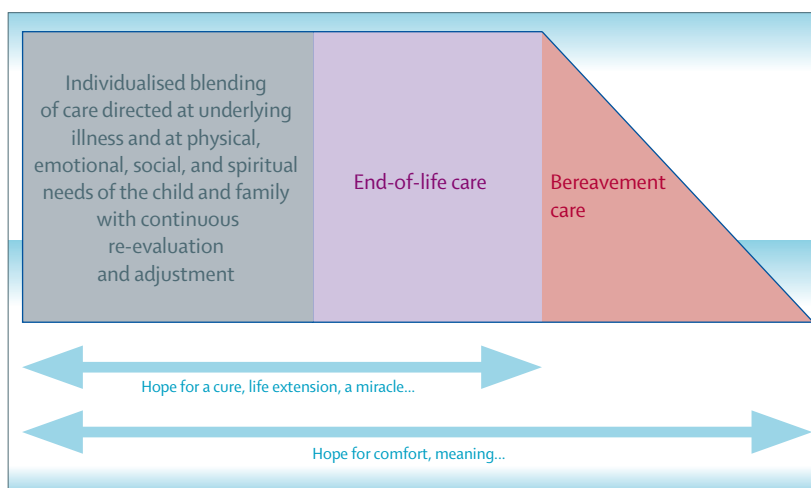 Individualised blending
of care directed at underlying
illness and at physical,
emotional, social, and spiritual
needs of the child and family
with continuous
re-evaluation
and adjustment
End-of-life care
Bereavement
care
Hope for a cure, life extension, a miracle...
Hope for comfort, meaning...